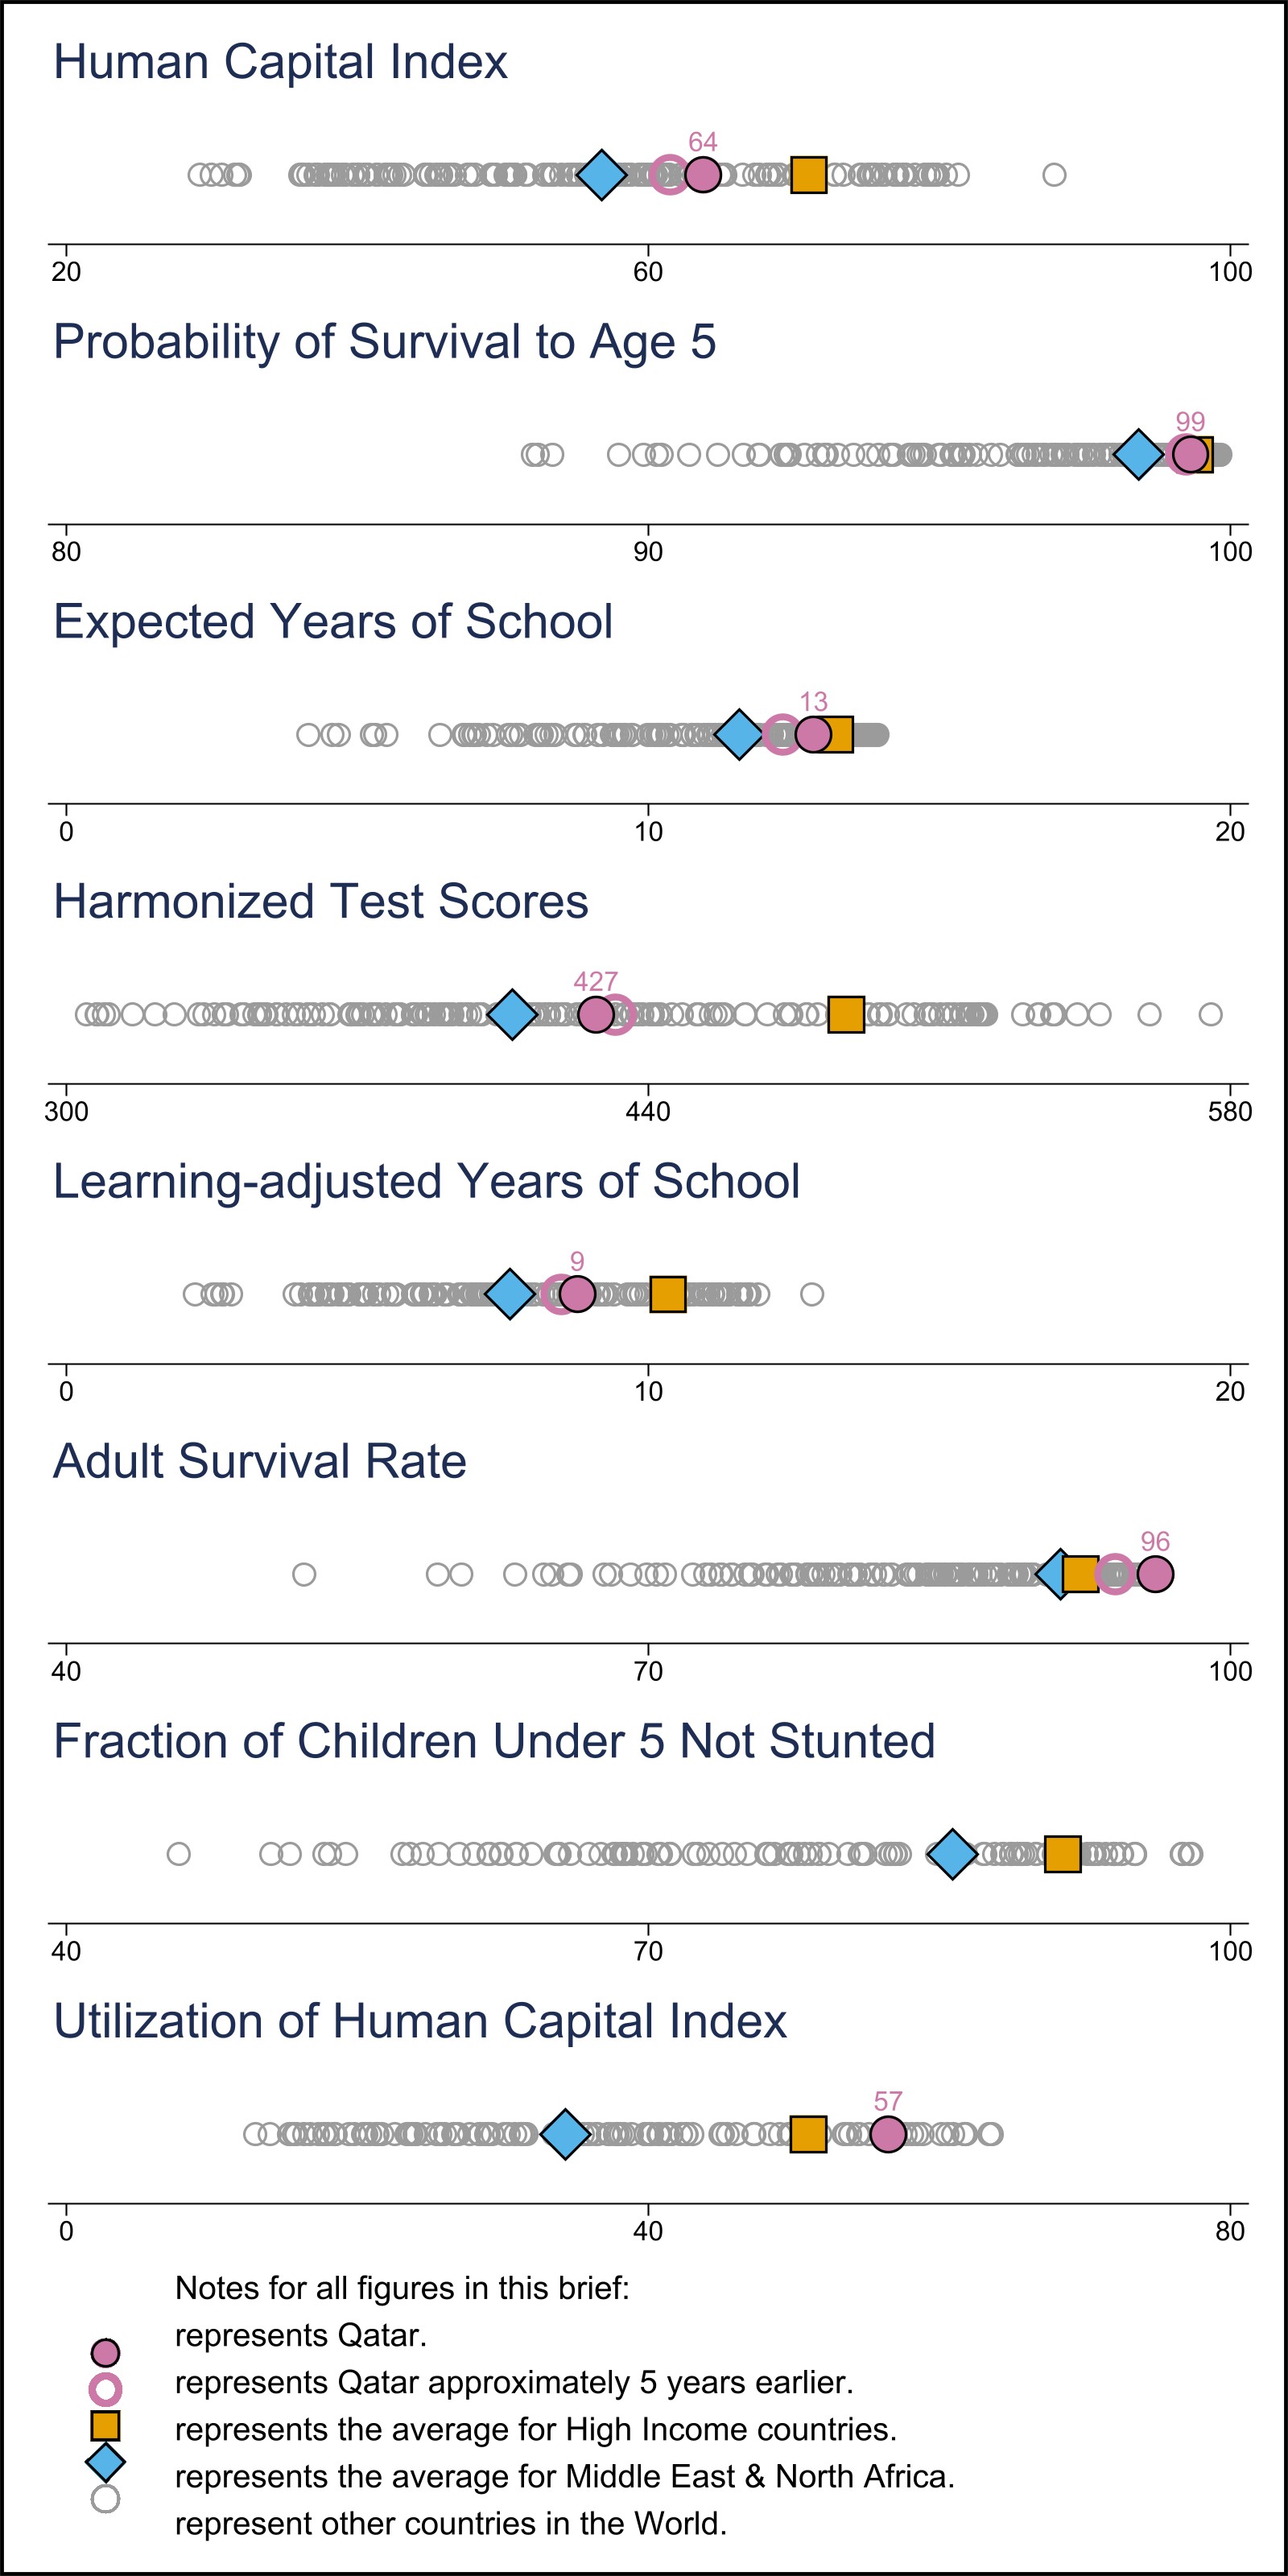 Human Capital Index
64
20 60 100
Probability of Survival to Age 5
99
80 90 100
Expected Years of School
13
0 10 20
Harmonized Test Scores
427
300 440 580
Learning-adjusted Years of School
9
0 10 20
Adult Survival Rate
96
40 70 100
Fraction of Children Under 5 Not Stunted
40 70 100
Utilization of Human Capital Index
57
0 40 80
Notes for all figures in this brief:
represents Qatar.
represents Qatar approximately 5 years earlier.
represents the average for High Income countries.
represents the average for Middle East & North Africa.
represent other countries in the World.